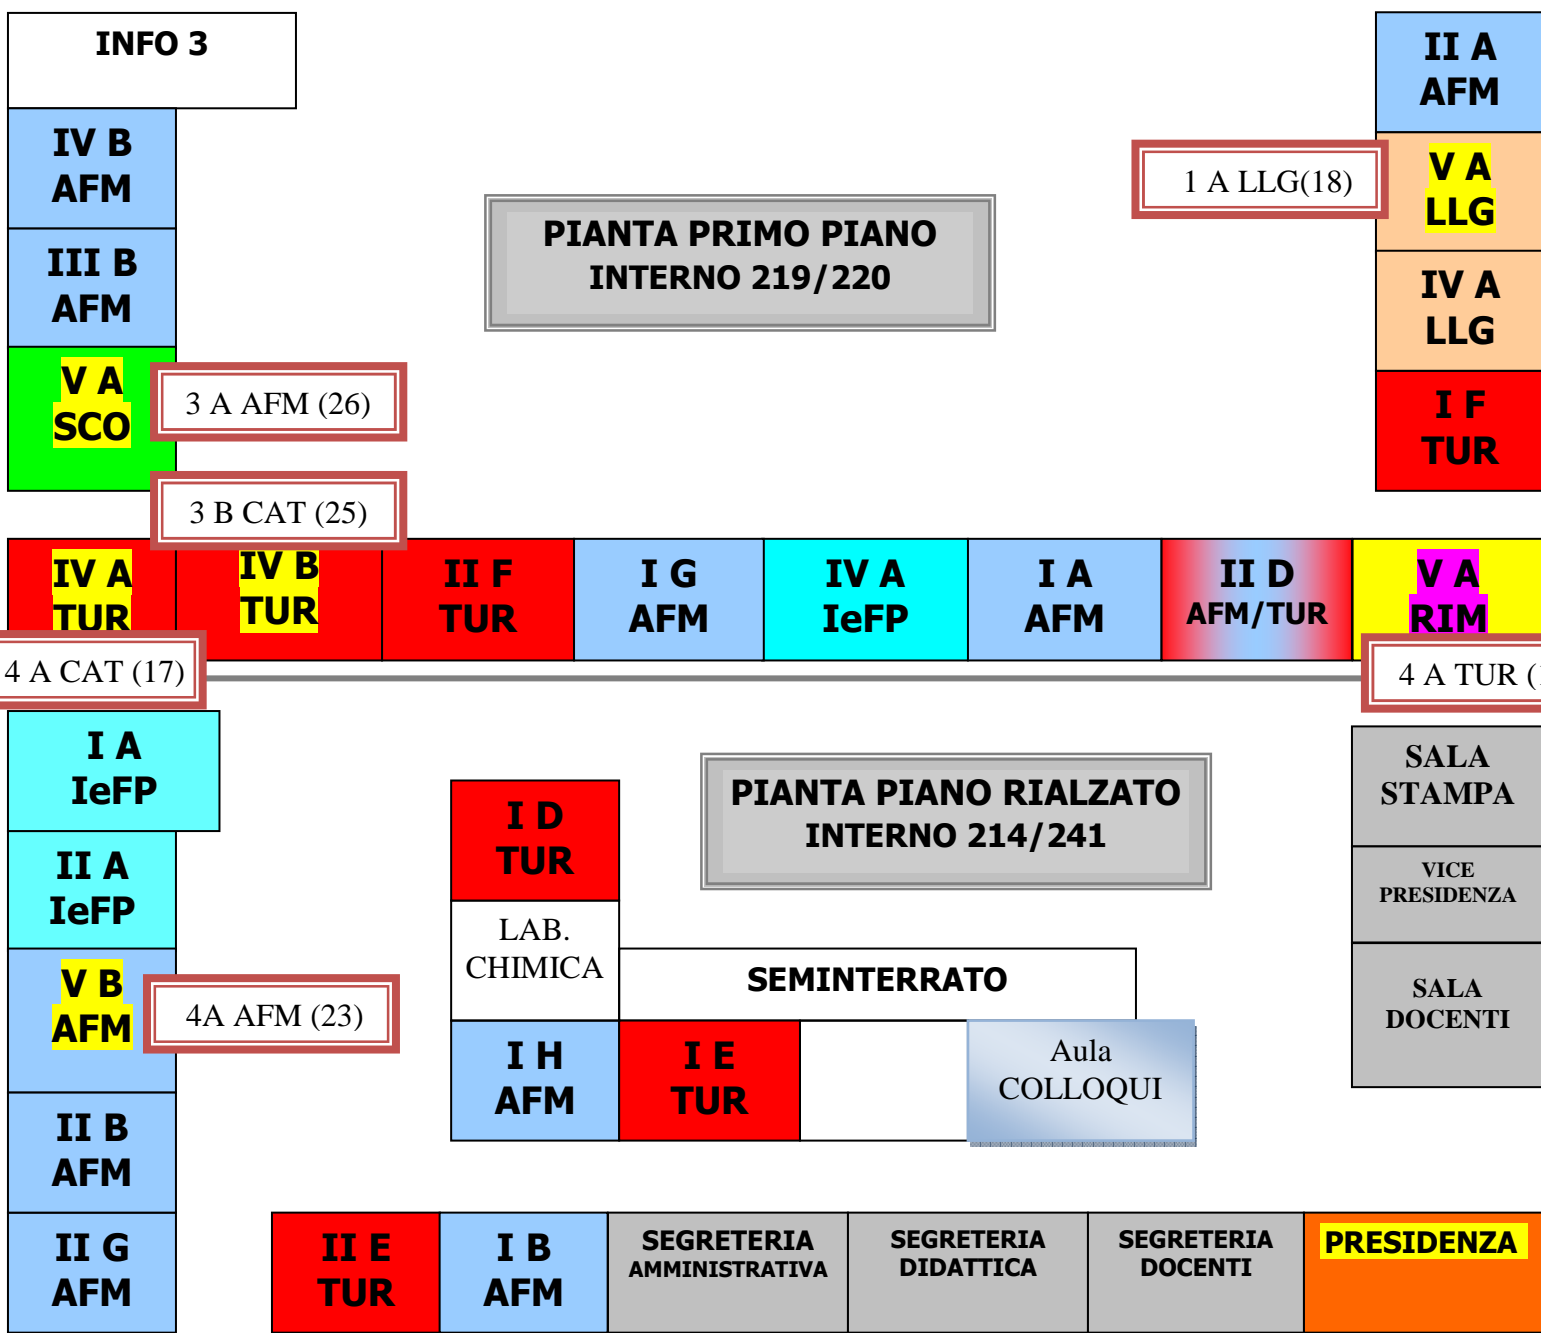 INFO 3
IV B
AFM
III B
AFM
V A
SCO
3 A AFM (26)
3 B CAT (25)
PIANTA PRIMO PIANO
INTERNO 219/220
1 A LLG(18)
II A
AFM
V A
LLG
IV A
LLG
I F
TUR
IV A
TUR
IV B
TUR
II F
TUR
I G
AFM
IV A
IeFP
I A
AFM
II D
AFM/TUR
V A
RIM
4 A CAT (17)
4 A TUR (
I A
IeFP
II A
IeFP
V B
AFM
4A AFM (23)
II B
AFM
II G
AFM
PIANTA PIANO RIALZATO
INTERNO 214/241
I D
TUR
LAB.
CHIMICA
SEMINTERRATO
I H
AFM
I E
TUR
Aula
COLLOQUI
SALA
STAMPA
VICE
PRESIDENZA
SALA
DOCENTI
II E
TUR
I B
AFM
SEGRETERIA
AMMINISTRATIVA
SEGRETERIA
DIDATTICA
SEGRETERIA
DOCENTI
PRESIDENZA